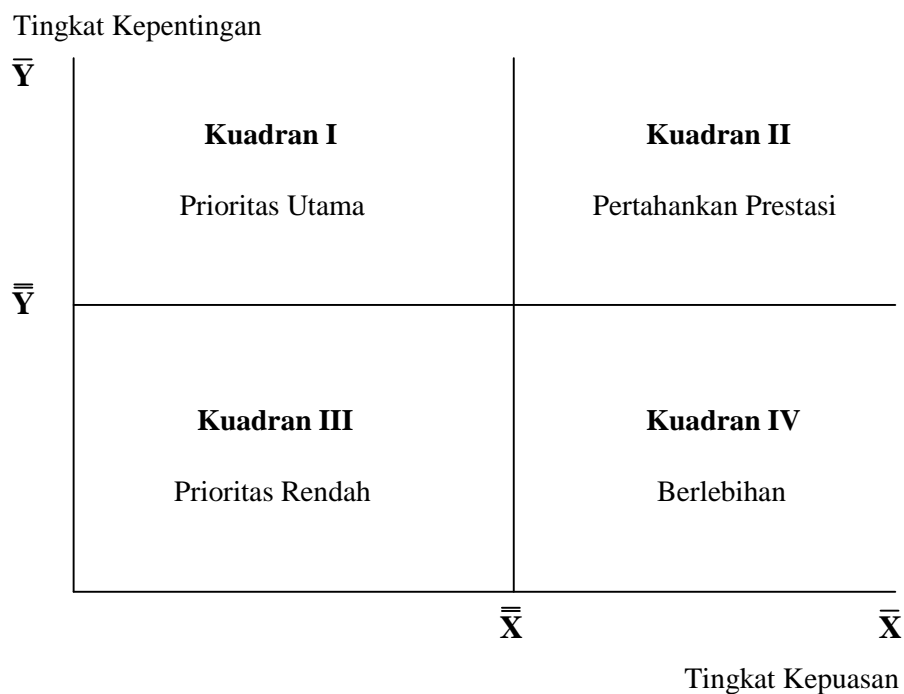 Tingkat Kepentingan
Y̅
Kuadran I Kuadran II
Prioritas Utama Pertahankan Prestasi
Y̿
Kuadran III Kuadran IV
Prioritas Rendah Berlebihan
X̿ X̅
Tingkat Kepuasan